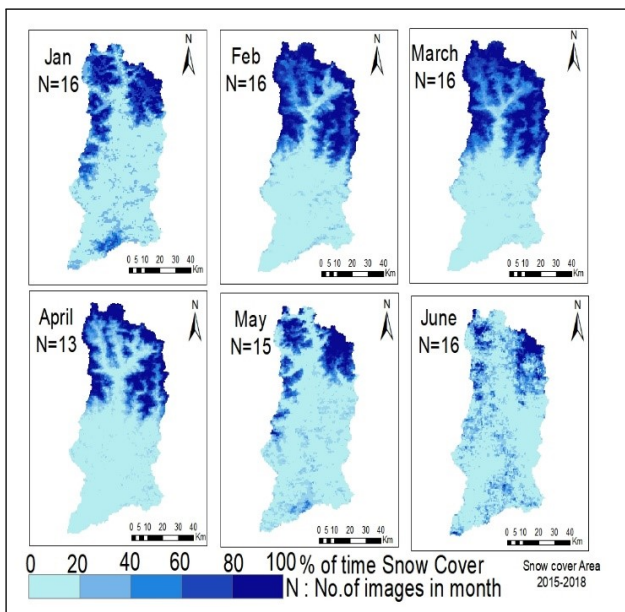 Jan
N=16
N
0 5 10 20 30 40
Km
Feb
N=16
N
0 5 10 20 30 40
Km
March
N=16
N
0 5 10 20 30 40
Km
April
N=13
N
0 5 10 20 30 40
Km
May
N=15
N
0 5 10 20 30 40
Km
June
N=16
N
0 5 10 20 30 40
Km
0 20 40 60 80 100 % of time Snow Cover
N : No.of images in month
Snow cover Area
2015-2018